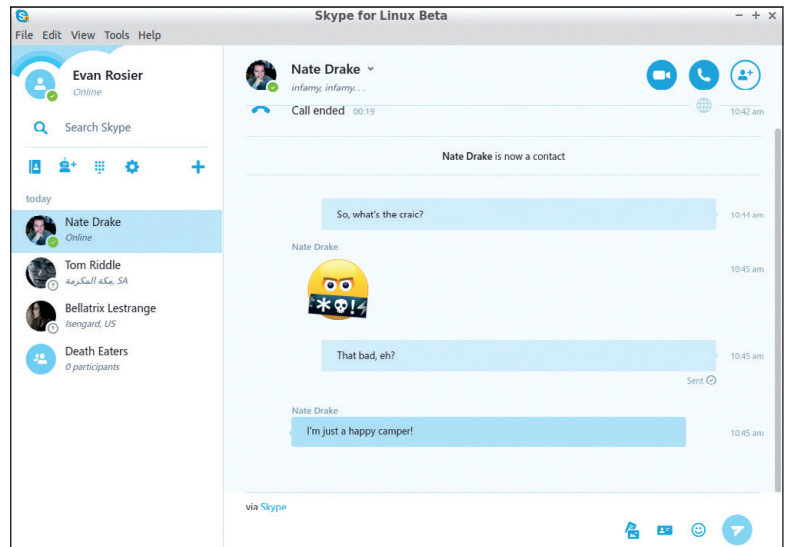 Skype for Linux Beta
File Edit View Tools Help
Evan Rosier
Online
Search Skype
today
Nate Drake
Online
Tom Riddle
مكة المكرمة, SA
Bellatrix Lestrange
Isengard, US
Death Eaters
0 participants
Nate Drake
infamy, infamy. . .
Call ended 00:19
10:42 am
Nate Drake is now a contact
So, what's the craic?
10:44 am
Nate Drake
*!
10:45 am
That bad, eh?
10:45 am
Sent
Nate Drake
I'm just a happy camper!
10:45 am
via Skype